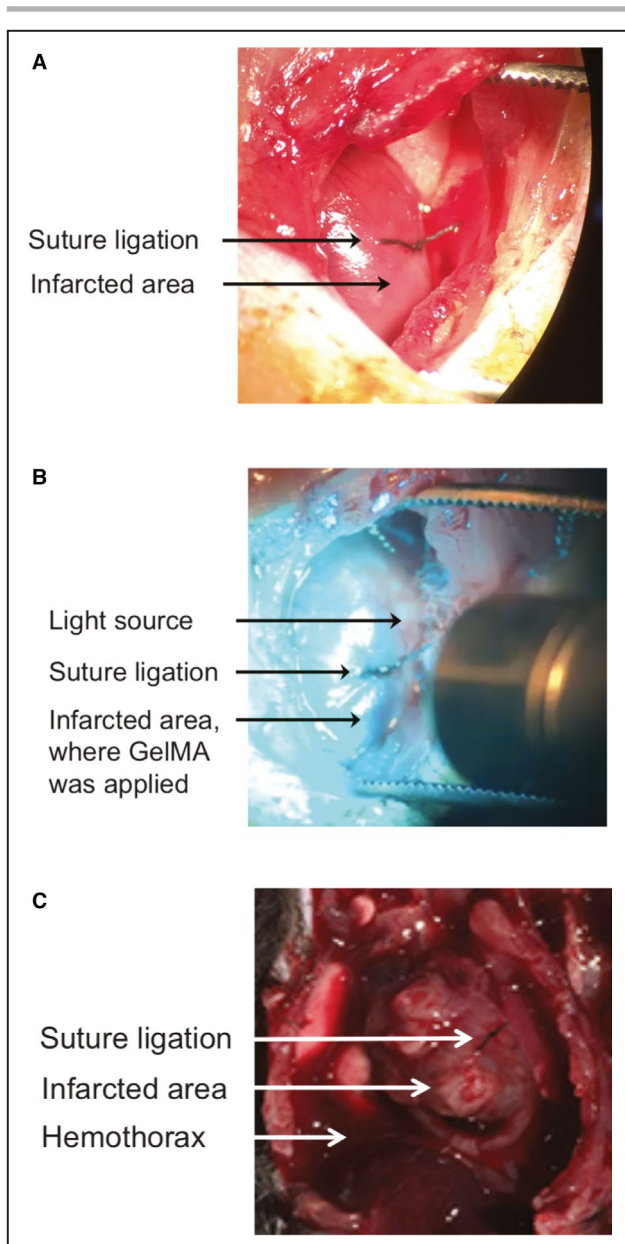 A
Suture ligation
Infarcted area
B
Light source
Suture ligation
Infarcted area,
where GelMA
was applied
C
Suture ligation
Infarcted area
Hemothorax